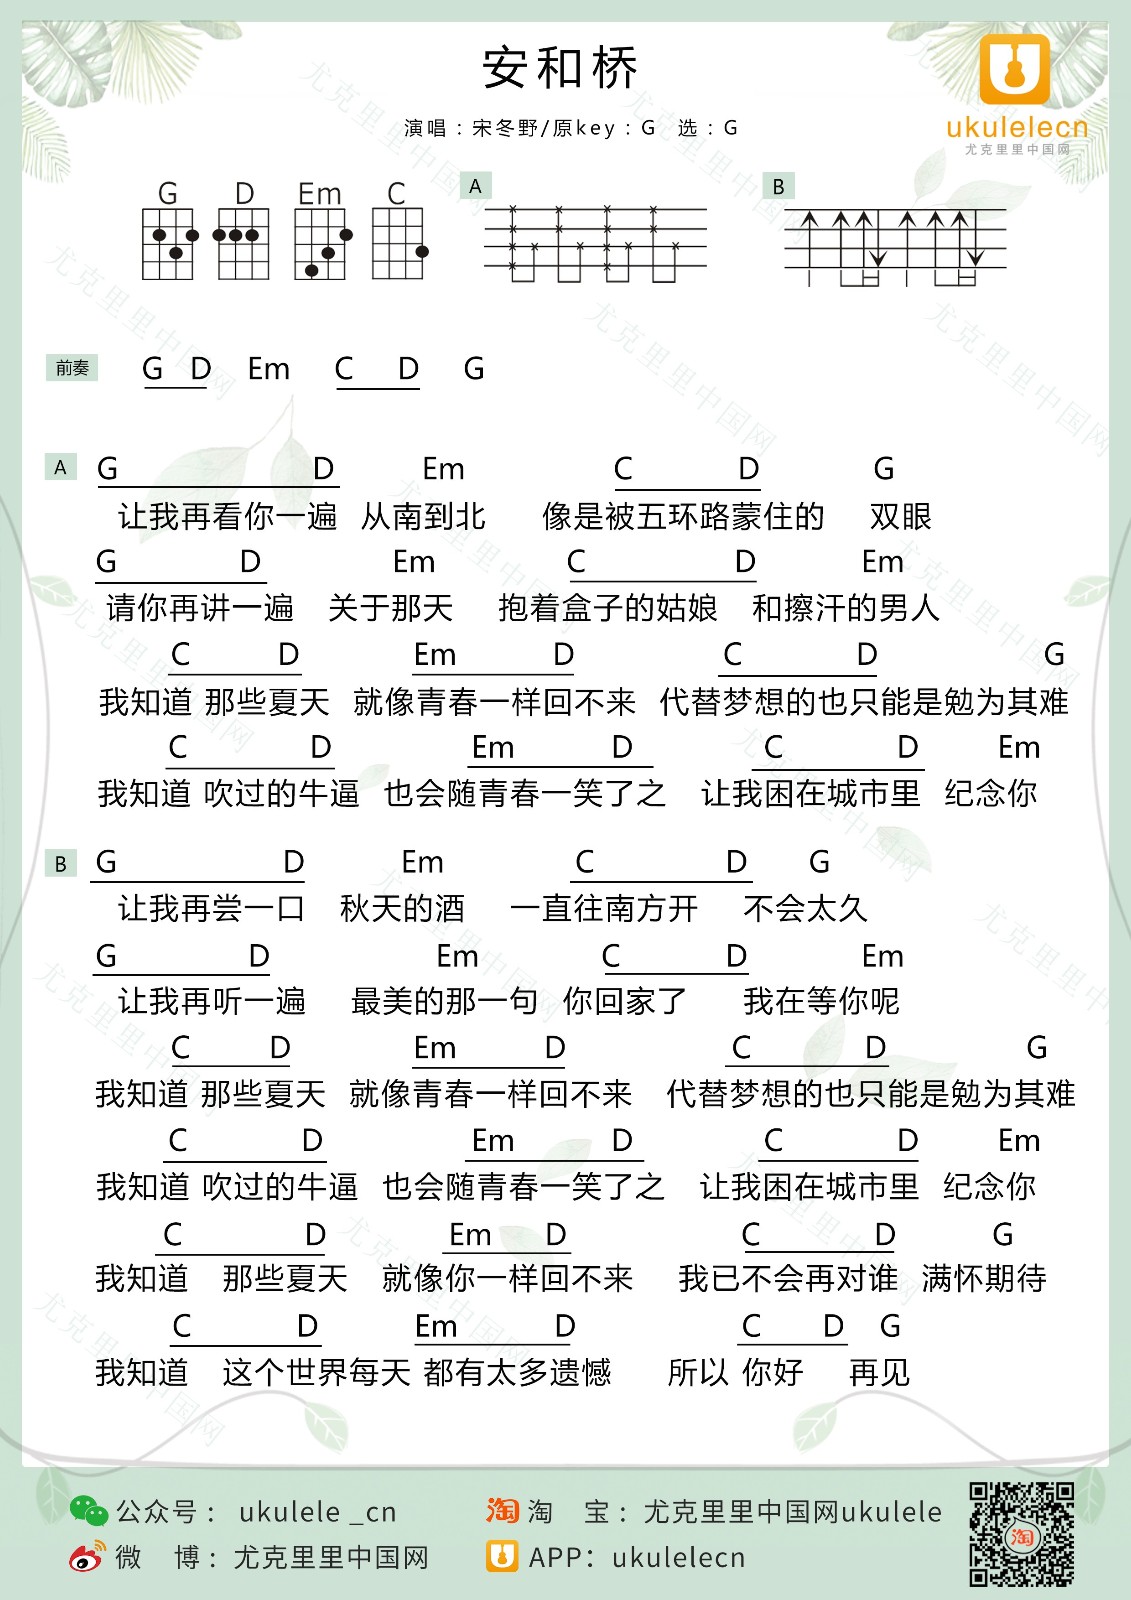 安和桥
演唱：宋冬野/原key：G 选：G
ukulelecn
尤克里里中国网
G D Em C A B
前奏 G D Em C D G
A G D Em C D G
让我再看你一遍 从南到北 像是被五环路蒙住的 双眼
G D Em C D Em
请你再讲一遍 关于那天 抱着盒子的姑娘 和擦汗的男人
C D Em D C D G
我知道 那些夏天 就像青春一样回不来 代替梦想的也只能是勉为其难
C D Em D C D Em
我知道 吹过的牛逼 也会随青春一笑了之 让我困在城市里 纪念你
B G D Em C D G
让我再尝一口 秋天的酒 一直往南方开 不会太久
G D Em C D Em
让我再听一遍 最美的那一句 你回家了 我在等你呢
C D Em D C D G
我知道 那些夏天 就像青春一样回不来 代替梦想的也只能是勉为其难
C D Em D C D Em
我知道 吹过的牛逼 也会随青春一笑了之 让我困在城市里 纪念你
C D Em D C D G
我知道 那些夏天 就像你一样回不来 我已不会再对谁 满怀期待
C D Em D C D G
我知道 这个世界每天 都有太多遗憾 所以 你好 再见
公众号： ukulele _cn
淘 淘 宝：尤克里里中国网ukulele
微 博：尤克里里中国网
APP：ukulelecn
淘